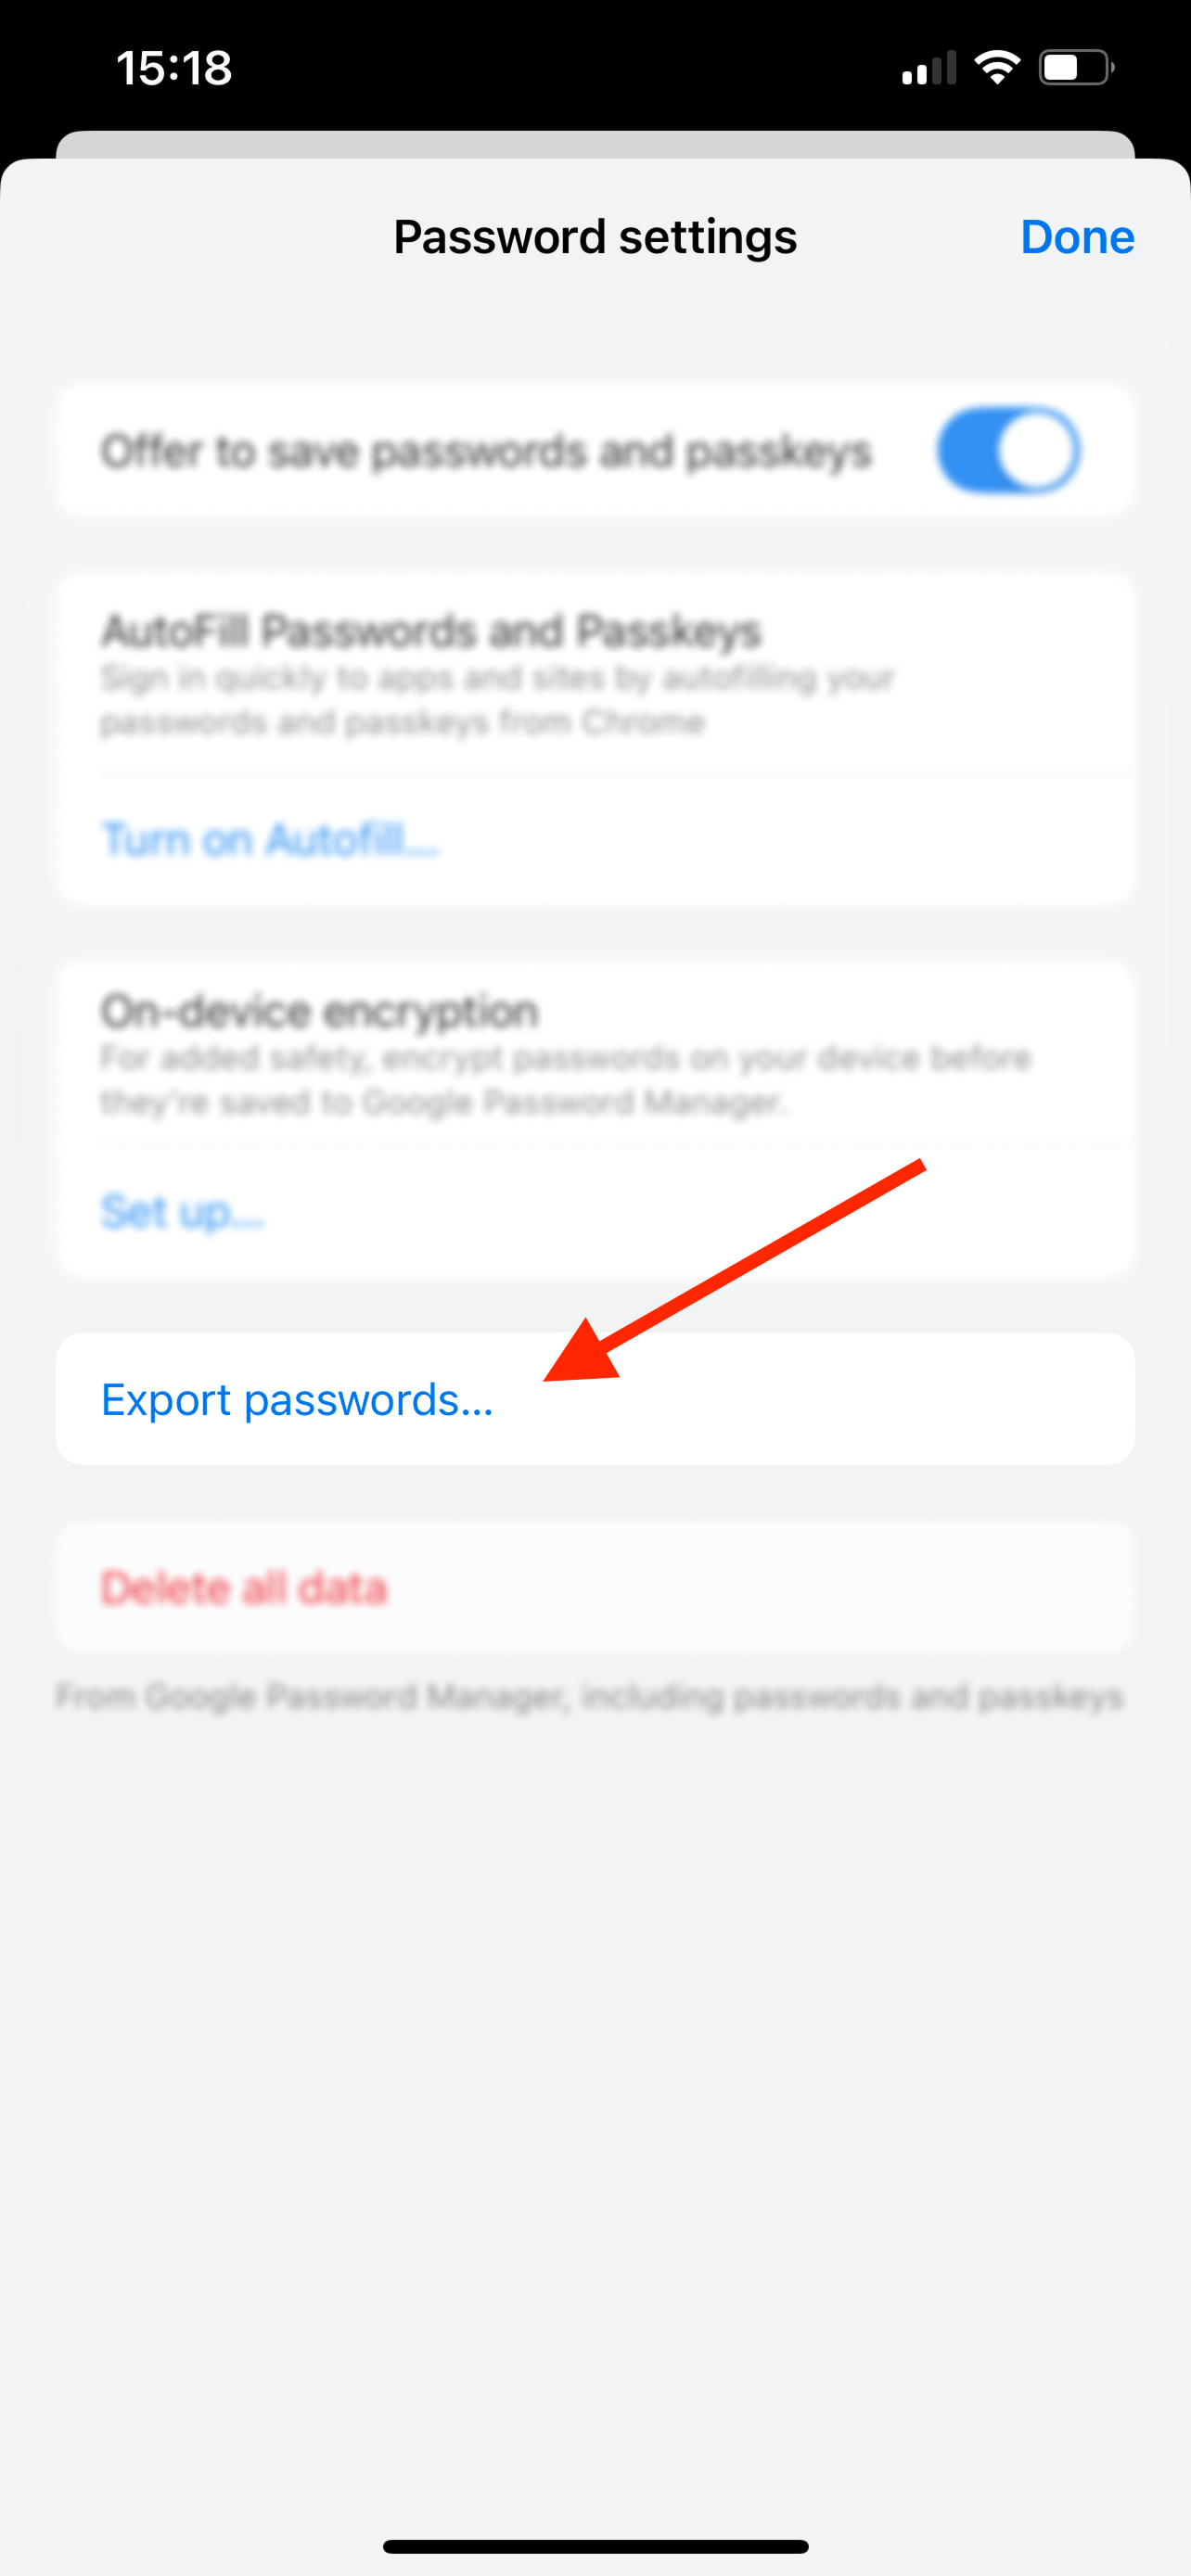 15:18
Password settings
Done
Offer to save passwords and passkeys
AutoFill Passwords and Passkeys
Sign in quickly to apps and sites by autofilling your
passwords and passkeys from Chrome
Turn on Autofill...
On-device encryption
For added safety, encrypt passwords on your device before
they're saved to Google Password Manager.
Set up...
Export passwords...
Delete all data
From Google Password Manager, including passwords and passkeys